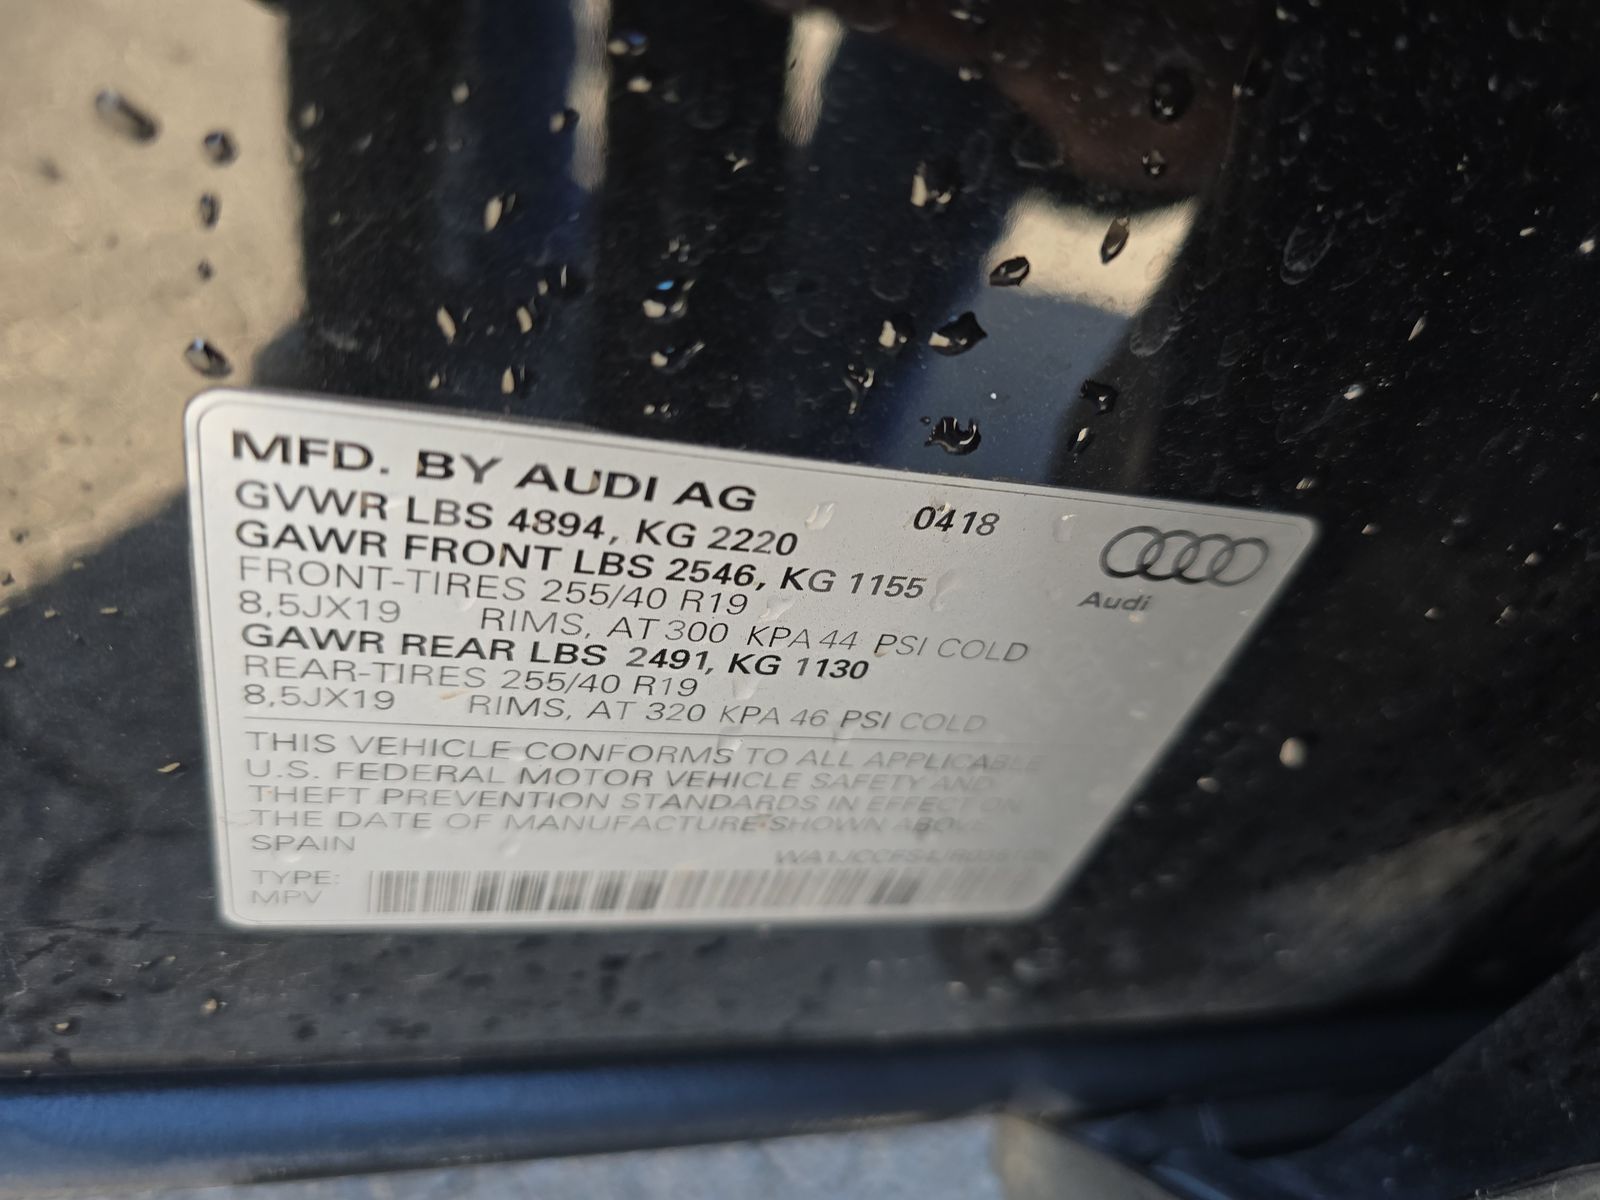 MFD. BY AUDI AG
GVWR LBS 4894, KG 2220 0418
GAWR FRONT LBS 2546, KG 1155
FRONT-TIRES 255/40 R19
8,5JX19 RIMS, AT 300 KPA 44 PSI COLD
Audi
GAWR REAR LBS 2491, KG 1130
REAR-TIRES 255/40 R19
8,5JX19 RIMS, AT 320 KPA 46 PSI COLD
THIS VEHICLE CONFORMS TO ALL APPLICABLE
U.S. FEDERAL MOTOR VEHICLE SAFETY AND
THEFT PREVENTION STANDARDS IN EFFECT ON
THE DATE OF MANUFACTURE SHOWN ABOVE
SPAIN
TYPE:
MPV